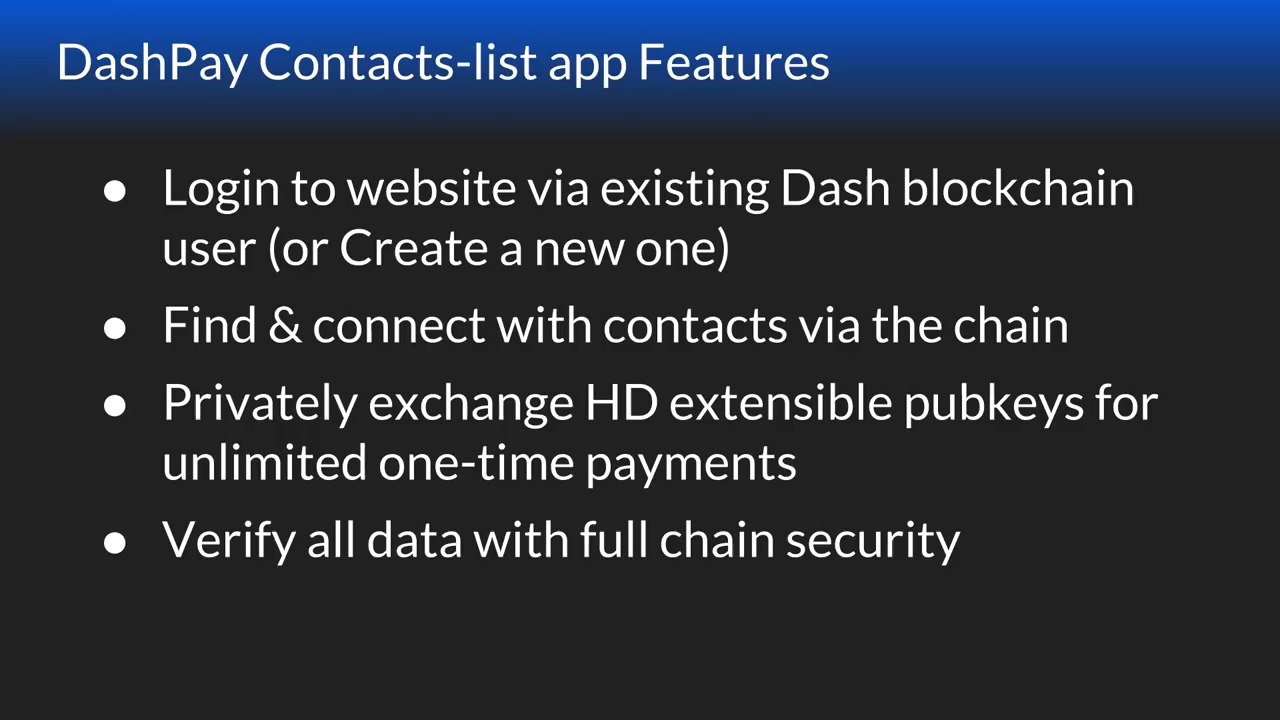 DashPay Contacts-list app Features
● Login to website via existing Dash blockchain
user (or Create a new one)
● Find & connect with contacts via the chain
● Privately exchange HD extensible pubkeys for
unlimited one-time payments
● Verify all data with full chain security